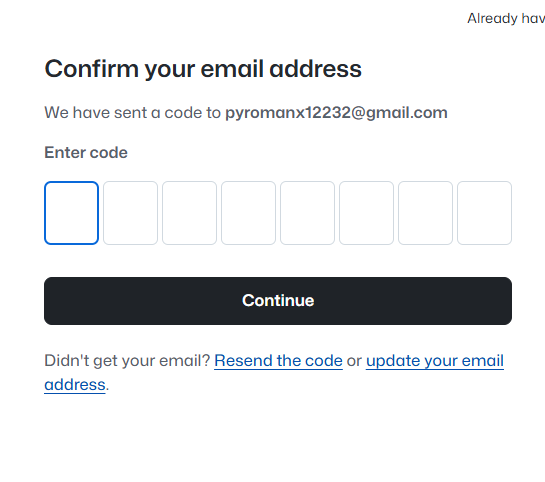 Already hav
Confirm your email address
We have sent a code to pyromanx12232@gmail.com
Enter code
Continue
Didn't get your email? Resend the code or update your email
address.